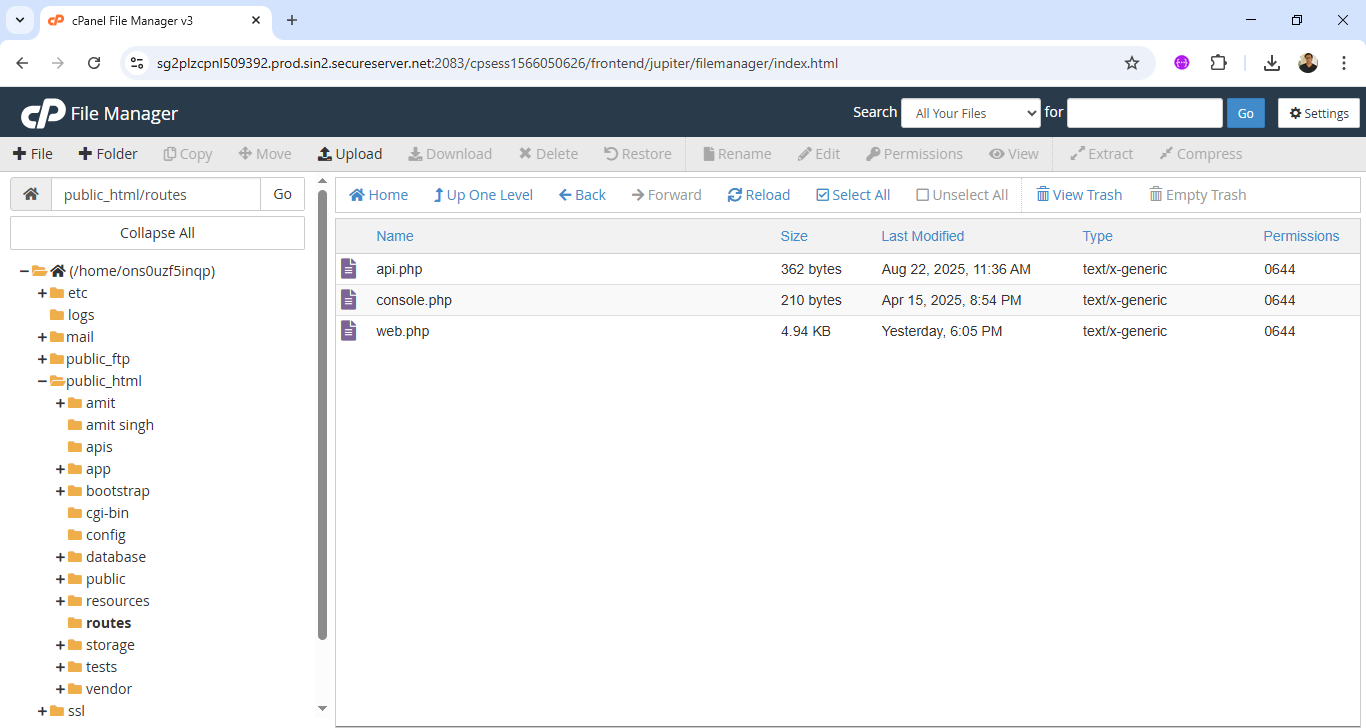 cPanel File Manager v3
sg2plzcpnl509392.prod.sin2.secureserver.net:2083/cpsess1566050626/frontend/jupiter/filemanager/index.html
cP File Manager
Search All Your Files for Go Settings
File Folder Copy Move Upload Download Delete Restore Rename Edit Permissions View Extract Compress
public_html/routes Go
Collapse All
(/home/ons0uzf5inqp)
etc
logs
mail
public_ftp
public_html
amit
amit singh
apis
app
bootstrap
cgi-bin
config
database
public
resources
routes
storage
tests
vendor
ssl
Home Up One Level Back Forward Reload Select All Unselect All View Trash Empty Trash
Name Size Last Modified Type Permissions
api.php 362 bytes Aug 22, 2025, 11:36 AM text/x-generic 0644
console.php 210 bytes Apr 15, 2025, 8:54 PM text/x-generic 0644
web.php 4.94 KB Yesterday, 6:05 PM text/x-generic 0644